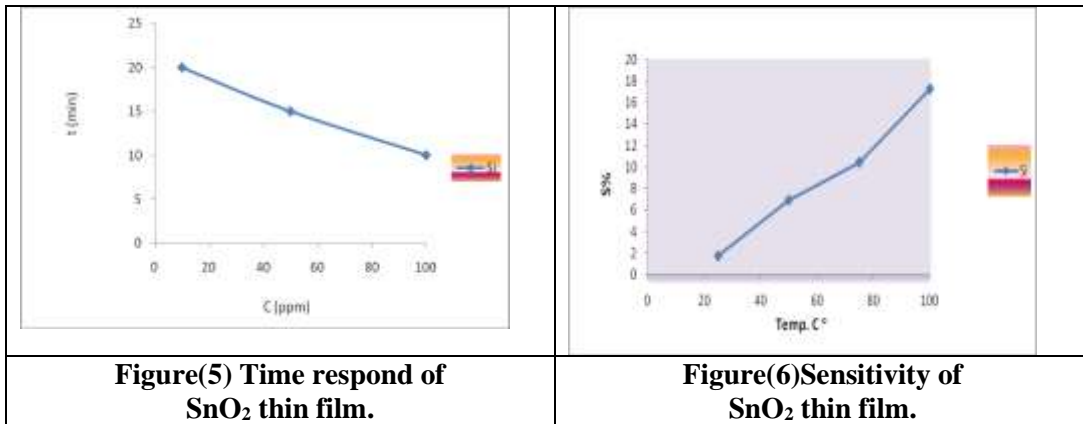 25
20
15
10
5
0
t (min)
0 20 40 60 80 100
C (ppm)
20
18
16
14
12
10
8
6
4
2
0
S%
0 20 40 60 80 100
Temp. C °
Figure(5) Time respond of
SnO₂ thin film.
Figure(6)Sensitivity of
SnO₂ thin film.